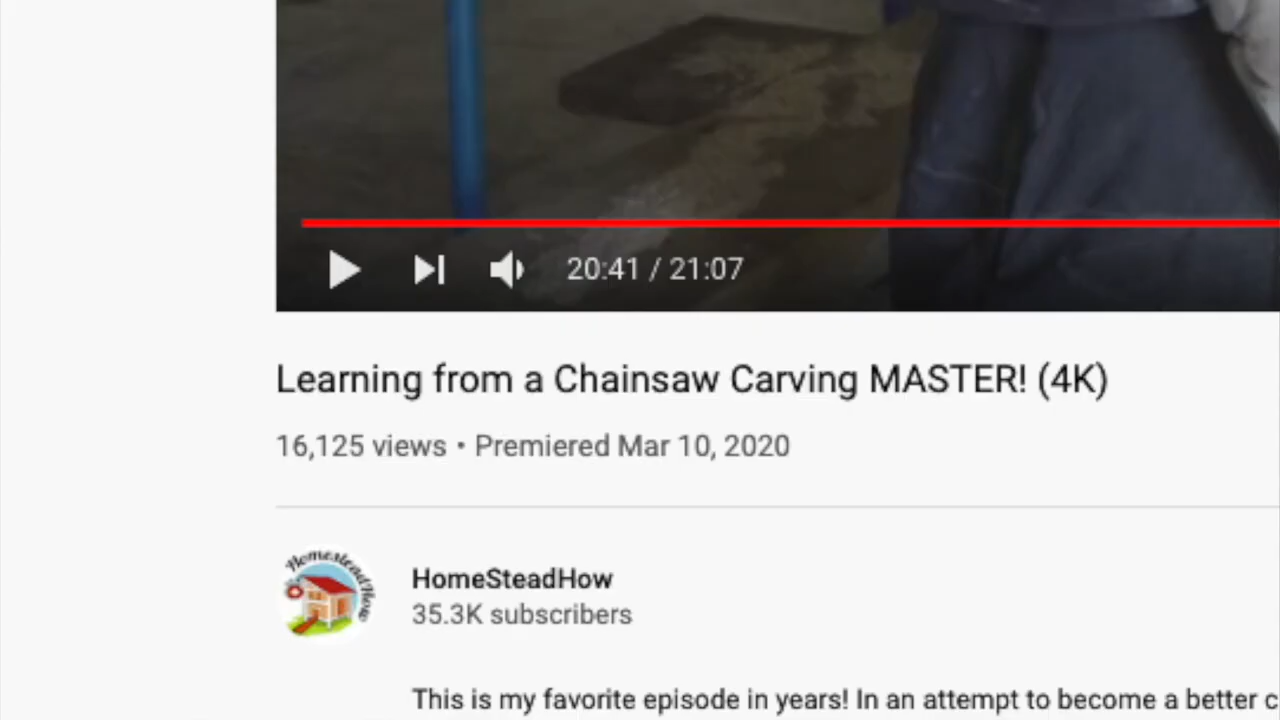 20:41 / 21:07
Learning from a Chainsaw Carving MASTER! (4K)
16,125 views • Premiered Mar 10, 2020
HomesteadHow
HomeSteadHow
35.3K subscribers
This is my favorite episode in years! In an attempt to become a better c